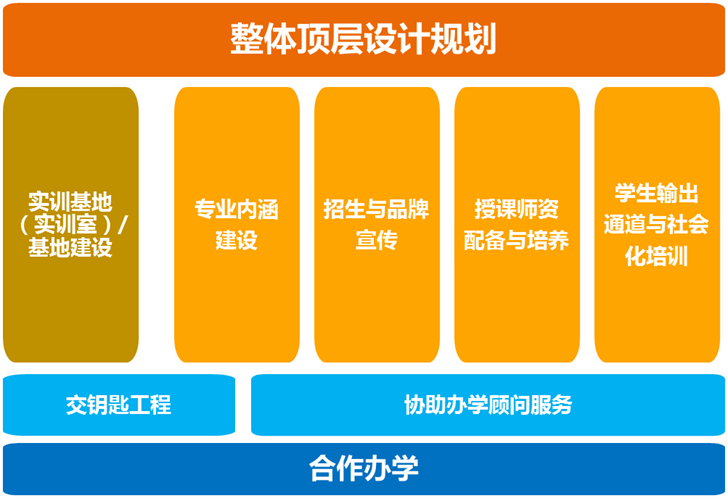 整体顶层设计规划
实训基地
（实训室）/
基地建设
专业内涵
建设
招生与品牌
宣传
授课师资
配备与培养
学生输出
通道与社会
化培训
交钥匙工程
协助办学顾问服务
合作办学